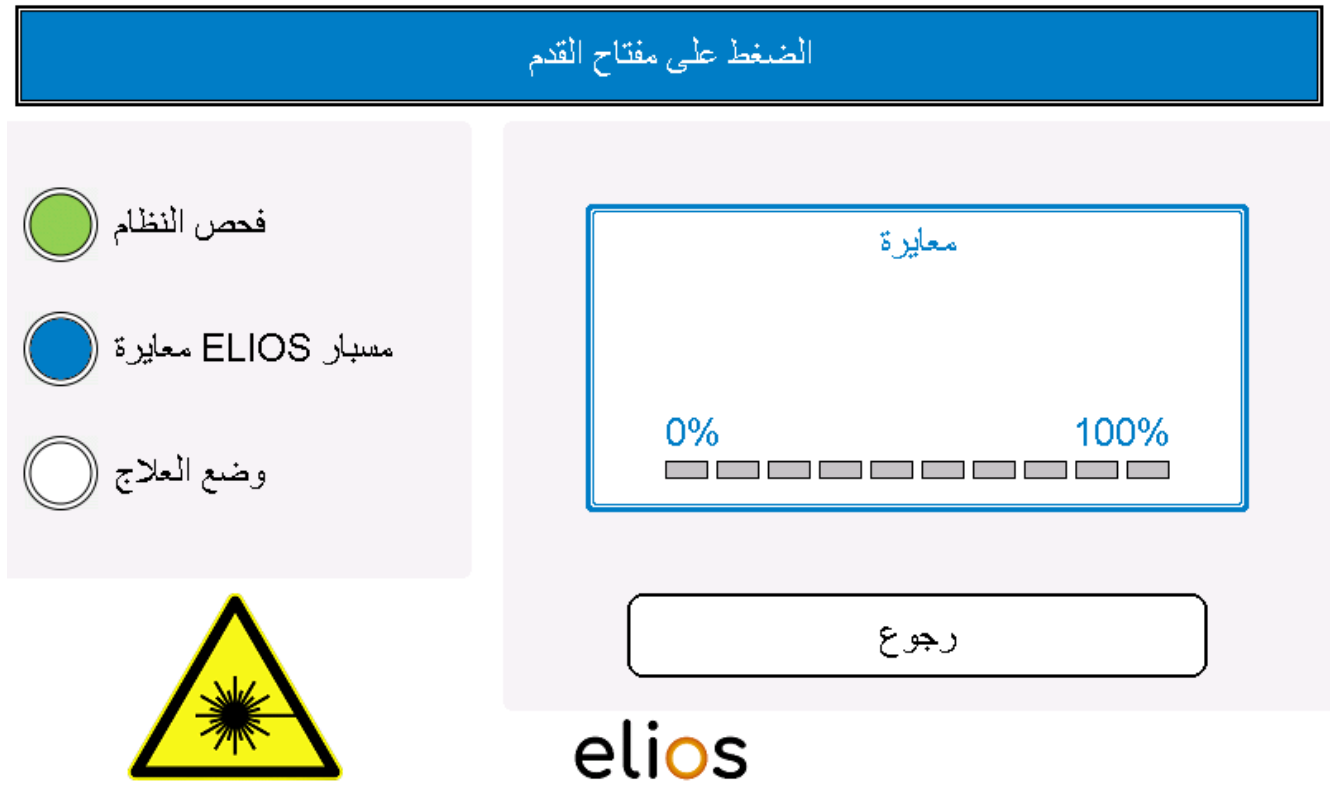 الضغط على مفتاح القدم
فحص النظام
مسبار ELIOS معايرة
وضع العلاج
معايرة
0% 100%
رجوع
elios